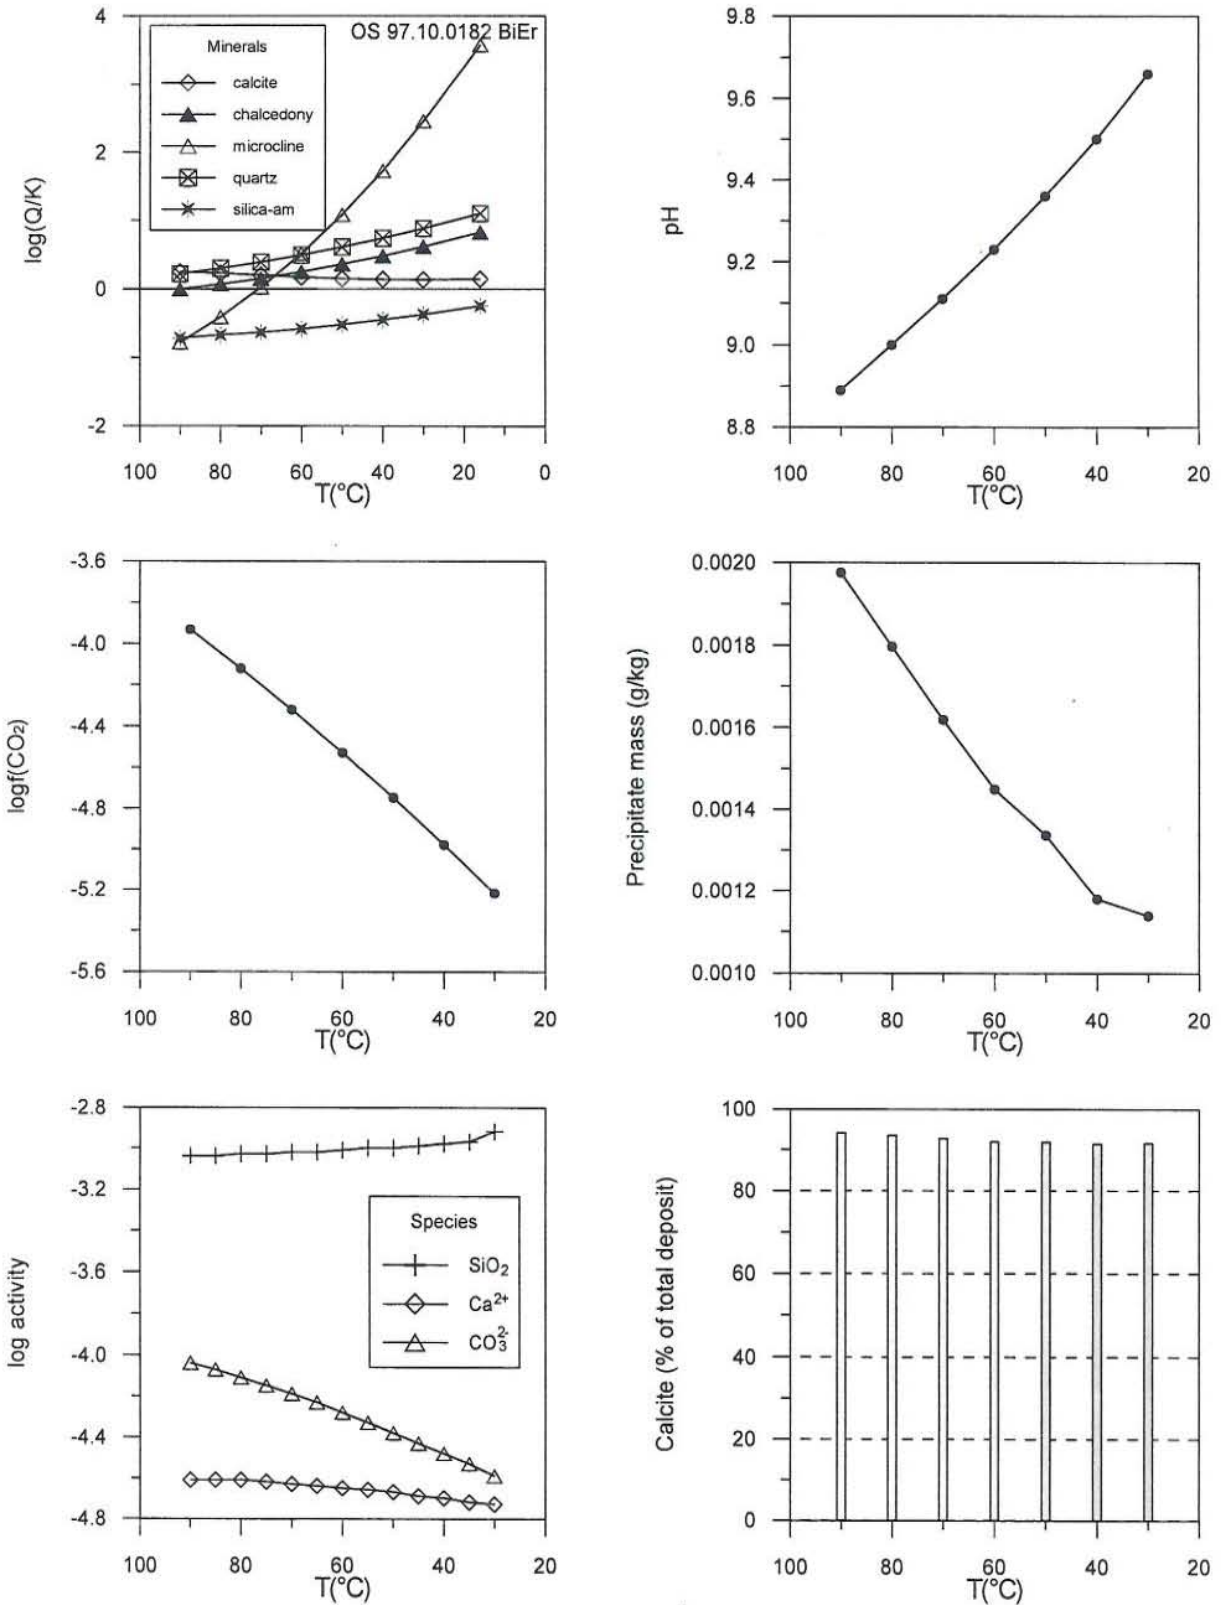 OS 97.10.0182 BiEr
Minerals
calcite
chalcedony
microcline
quartz
silica-am
log(Q/K)
4
2
0
-2
100 80 60 40 20 0
T(°C)
pH
9.8
9.6
9.4
9.2
9.0
8.8
100 80 60 40 20
T(°C)
logf(CO₂)
-3.6
-4.0
-4.4
-4.8
-5.2
-5.6
100 80 60 40 20
T(°C)
Precipitate mass (g/kg)
0.0020
0.0018
0.0016
0.0014
0.0012
0.0010
100 80 60 40 20
T(°C)
log activity
-2.8
-3.2
-3.6
-4.0
-4.4
-4.8
Species
SiO₂
Ca²⁺
CO₃²⁻
100 80 60 40 20
T(°C)
Calcite (% of total deposit)
100
80
60
40
20
0
100 80 60 40 20
T(°C)